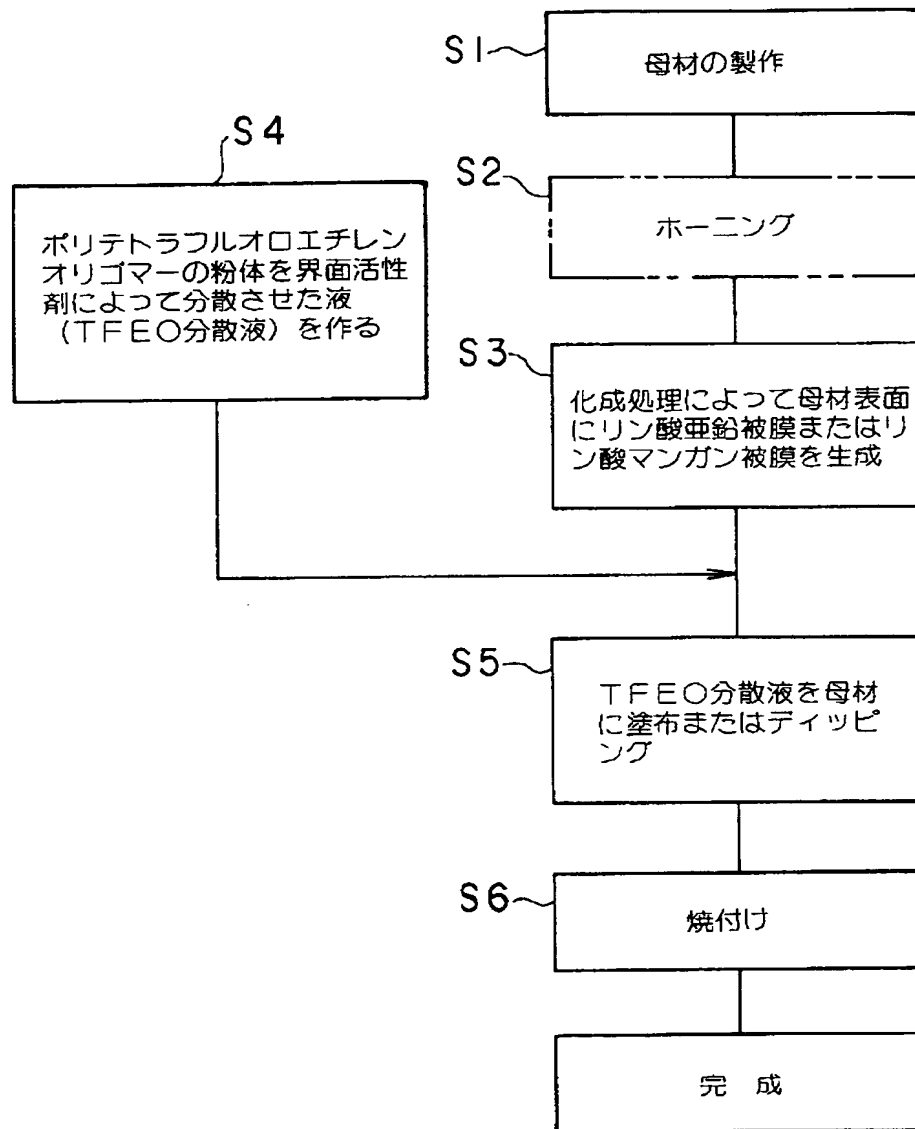 S1
母材の製作
S2
ホーニング
S4
ポリテトラフルオロエチレン
オリゴマーの粉体を界面活性
剤によって分散させた液
(TFEO分散液)を作る
S3
化成処理によって母材表面
にリン酸亜鉛被膜またはリ
ン酸マンガン被膜を生成
S5
TFEO分散液を母材
に塗布またはディッピ
ング
S6
焼付け
完 成